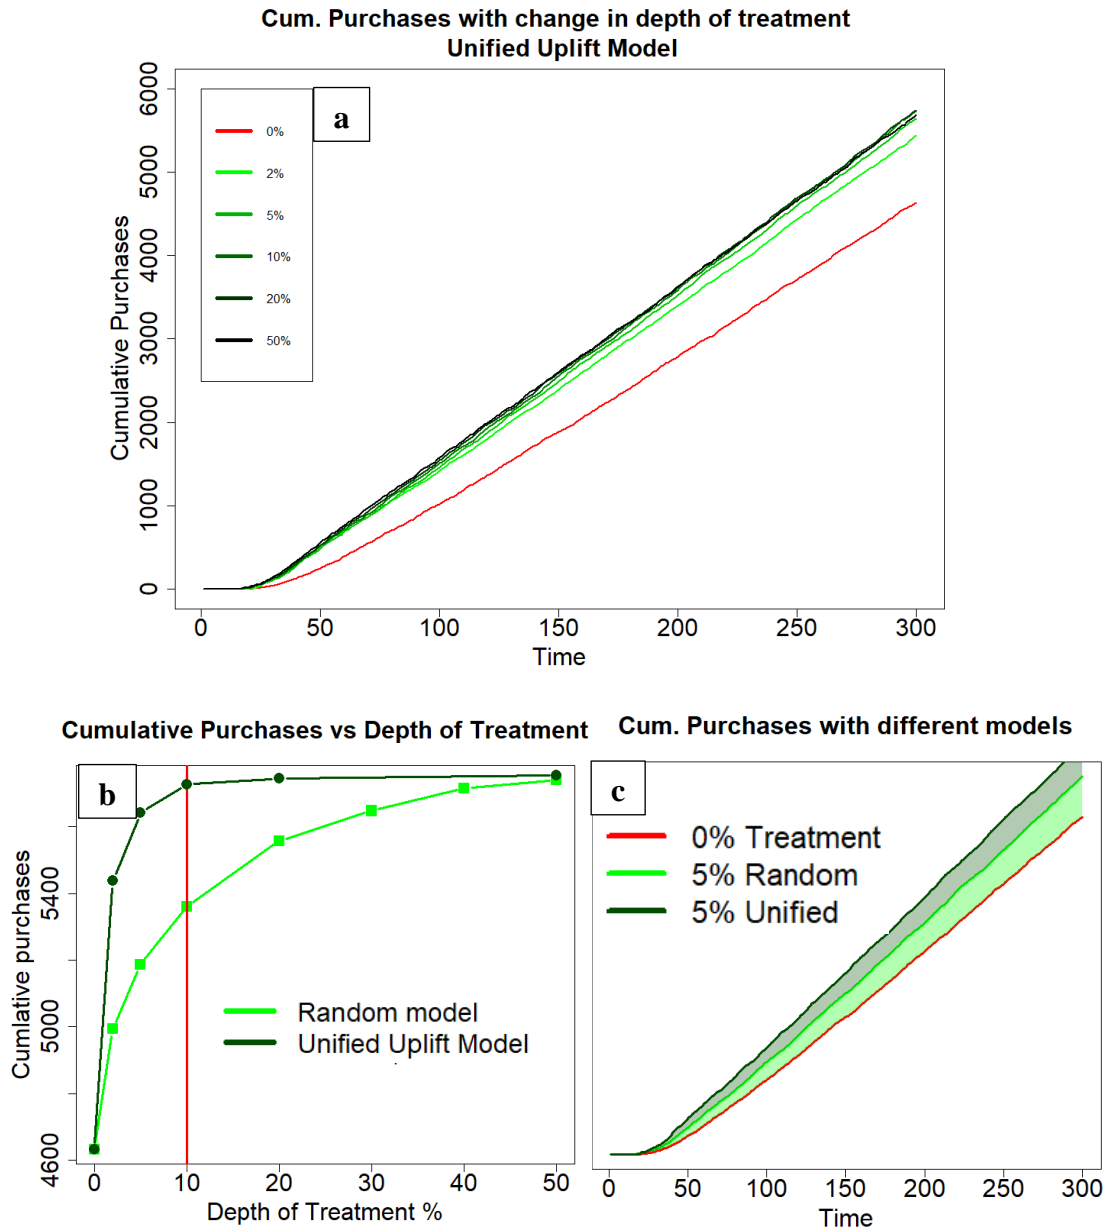 Cum. Purchases with change in depth of treatment
Unified Uplift Model
a
0%
2%
5%
10%
20%
50%
Cumulative Purchases
0
1000
2000
3000
4000
5000
6000
0 50 100 150 200 250 300
Time
Cumulative Purchases vs Depth of Treatment
b
Random model
Unified Uplift Model
Cumlative purchases
4600
5000
5400
0 10 20 30 40 50
Depth of Treatment %
Cum. Purchases with different models
c
0% Treatment
5% Random
5% Unified
0 50 100 150 200 250 300
Time